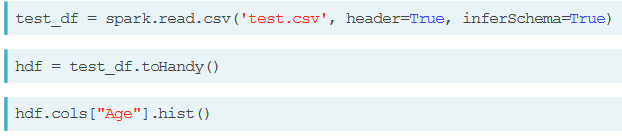 test_df = spark.read.csv('test.csv', header=True, inferSchema=True)
hdf = test_df.toHandy()
hdf.cols["Age"].hist()